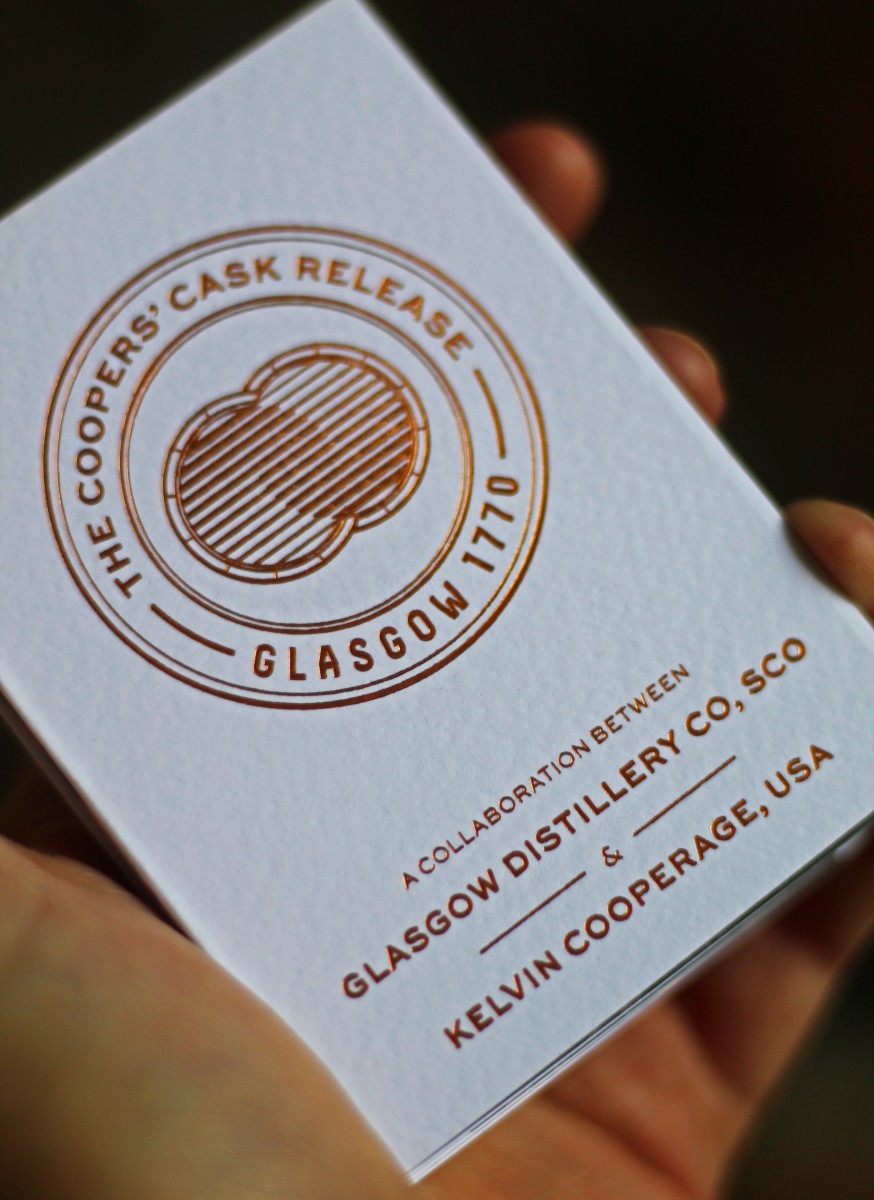 THE COOPERS' CASK RELEASE
GLASGOW 1770
A COLLABORATION BETWEEN
GLASGOW DISTILLERY CO, SCO
&
KELVIN COOPERAGE, USA